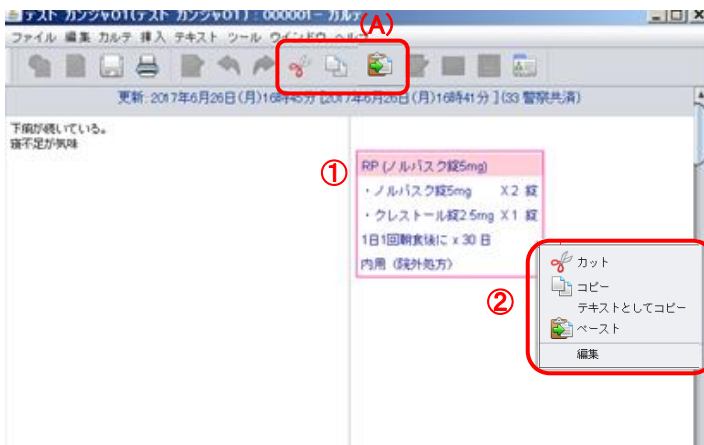 テスト カンジャ01(テスト カンジャ01) : 000001 - カルテ
(A)
ファイル 編集 カルテ 挿入 テキスト ツール ウインドウ ヘルプ
更新: 2017年6月26日(月)16時45分 [2017年6月26日(月)16時41分 ] (33 警察共済)
下痢が続いている。
寝不足が気味
①
RP (ノルバスク錠5mg)
・ノルバスク錠5mg X 2 錠
・クレストール錠2.5mg X 1 錠
1日1回朝食後に x 30 日
内用 (院外処方)
②
カット
コピー
テキストとしてコピー
ペースト
編集